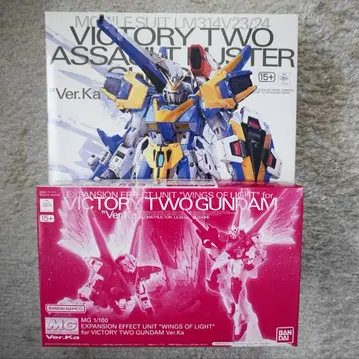 MOBILE SUIT LM314V23/24
VICTORY TWO
ASSAULT BUSTER
"Ver.Ka"
15+
EXPANSION EFFECT UNIT "WINGS OF LIGHT" for
VICTORY TWO GUNDAM
"Ver.Ka"
15+
BANDAI NAMCO
MG
Ver.Ka
MG 1/100
EXPANSION EFFECT UNIT "WINGS OF LIGHT"
for VICTORY TWO GUNDAM Ver.Ka
BANDAI